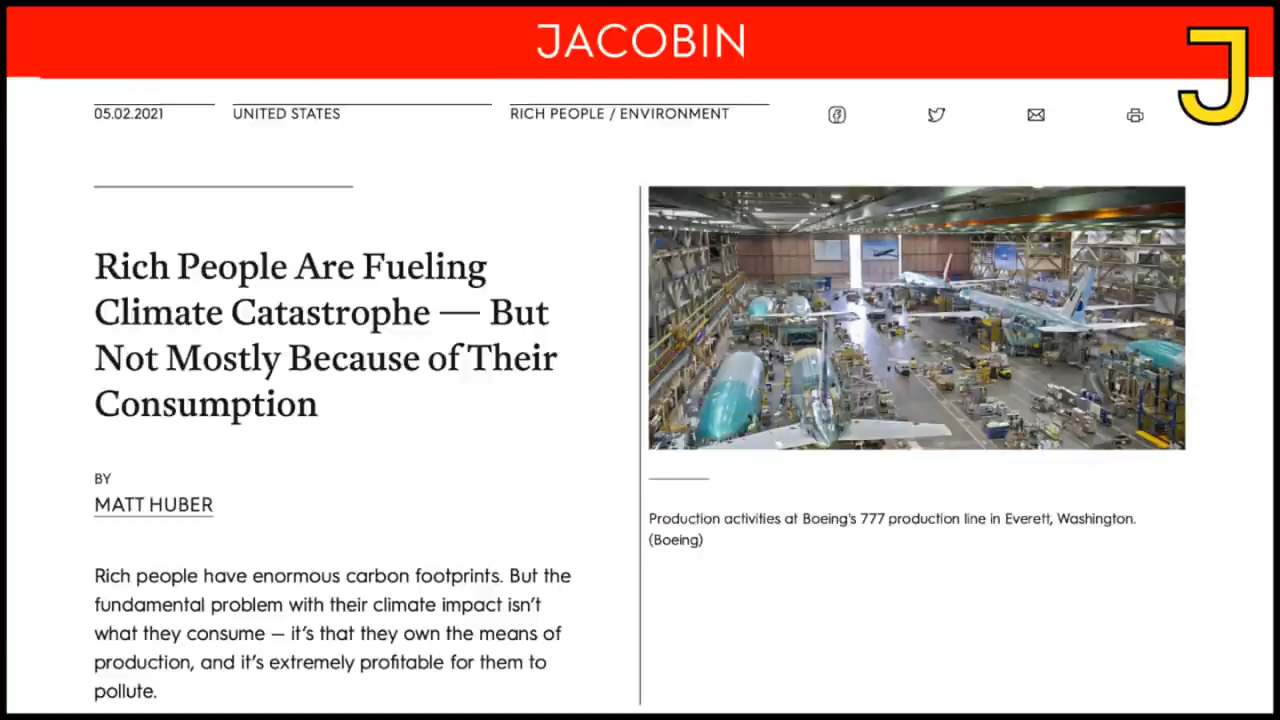 JACOBIN
J
05.02.2021
UNITED STATES
RICH PEOPLE / ENVIRONMENT
Rich People Are Fueling
Climate Catastrophe — But
Not Mostly Because of Their
Consumption
BY
MATT HUBER
Rich people have enormous carbon footprints. But the
fundamental problem with their climate impact isn’t
what they consume — it’s that they own the means of
production, and it’s extremely profitable for them to
pollute.
Production activities at Boeing's 777 production line in Everett, Washington.
(Boeing)